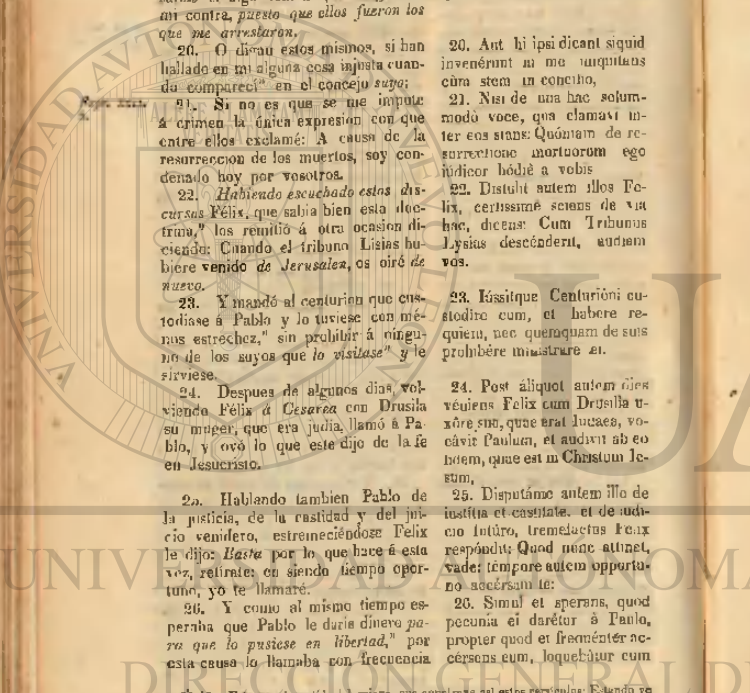 mi contra, puesto que ellos fueron los
que me arrestaron,
20. O digan estos mismos, si han
hallado en mi alguna cosa injusta cuan-
do comparecí" en el concejo suyo;
21. Si no es que se me impute
á crimen la única expresion con que
entre ellos exclamé: A causa de la
resurreccion de los muertos, soy con-
denado hoy por vosotros.
22. Habiendo escuchado estos dis-
cursos Félix, que sabia bien esta doc-
trina," los remitió á otra ocasion di-
ciendo: Cuando el tribuno Lisias hu-
biere venido de Jerusalen, os oiré de
nuevo.
23. Y mandó al centurion que cus-
todiase á Pablo y lo tuviese con mé-
nos estrechez," sin prohibir á ningu-
no de los suyos que lo visitase" y le
sirviese.
24. Despues de algunos dias, vol-
viendo Félix á Cesarea con Drusila
su muger, que era judia, llamó á Pa-
blo, y oyó lo que este dijo de la fe
en Jesucristo.
25. Hablando tambien Pablo de
la justicia, de la castidad y del jui-
cio venidero, estremeciéndose Felix
le dijo: Basta por lo que hace á esta
vez, retírate: en siendo tiempo opor-
tuno, yo te llamaré.
26. Y como al mismo tiempo es-
peraba que Pablo le daria dinero pa-
ra que lo pusiese en libertad," por
esta causa lo llamaba con frecuencia
20. Aut hi ipsi dicant siquid
invenérunt in me iniquitatis
cùm stem in concilio,
21. Nisi de una hac solum-
modò voce, qua clamavi in-
ter eos stans: Quóniam de re-
surrectione mortuorum ego
iúdicor hódiè a vobis
22. Distulit autem illos Fe-
lix, certissimè sciens de via
hac, dicens: Cum Tribunus
Lysias descénderit, audiam
vos.
23. Iússitque Centurióni cu-
stodire eum, et habere re-
quiem, nec quemquam de suis
prohibére ministrare ei.
24. Post áliquot autem dies
véniens Felix cum Drusilla u-
xóre sua, quae erat Iudaea, vo-
cávit Paulum, et audivit ab eo
fidem, quae est in Christum Ie-
sum,
25. Disputánte autem illo de
iustitia et castitate, et de iudi-
cio futúro, tremefactus Felix
respóndit: Quod nunc attinet,
vade: témpore autem opportu-
no accérsam te:
26. Simul et sperans, quod
pecunia ei darétur à Paulo,
propter quod et frequénter ac-
cérsens eum, loquebátur cum
UNIVERSIDAD AUTÓNOMA
DIRECCIÓN GENERAL DE